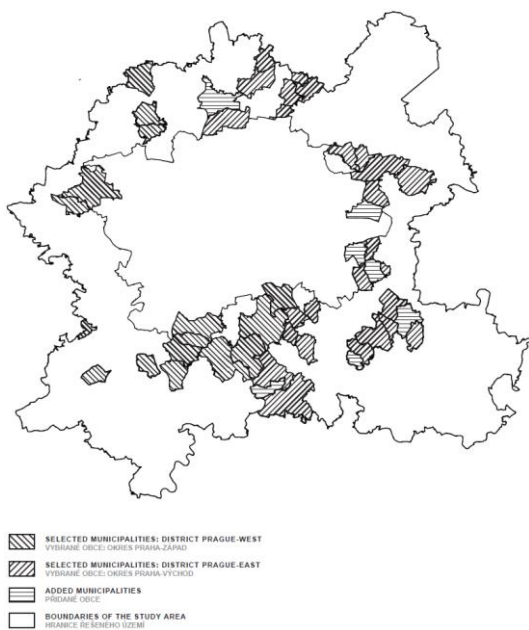 SELECTED MUNICIPALITIES: DISTRICT PRAGUE-WEST
VYBRANÉ OBCE: OKRES PRAHA-ZÁPAD
SELECTED MUNICIPALITIES: DISTRICT PRAGUE-EAST
VYBRANÉ OBCE: OKRES PRAHA-VÝCHOD
ADDED MUNICIPALITIES
PŘIDANÉ OBCE
BOUNDARIES OF THE STUDY AREA
HRANICE ŘEŠENÉHO ÚZEMÍ